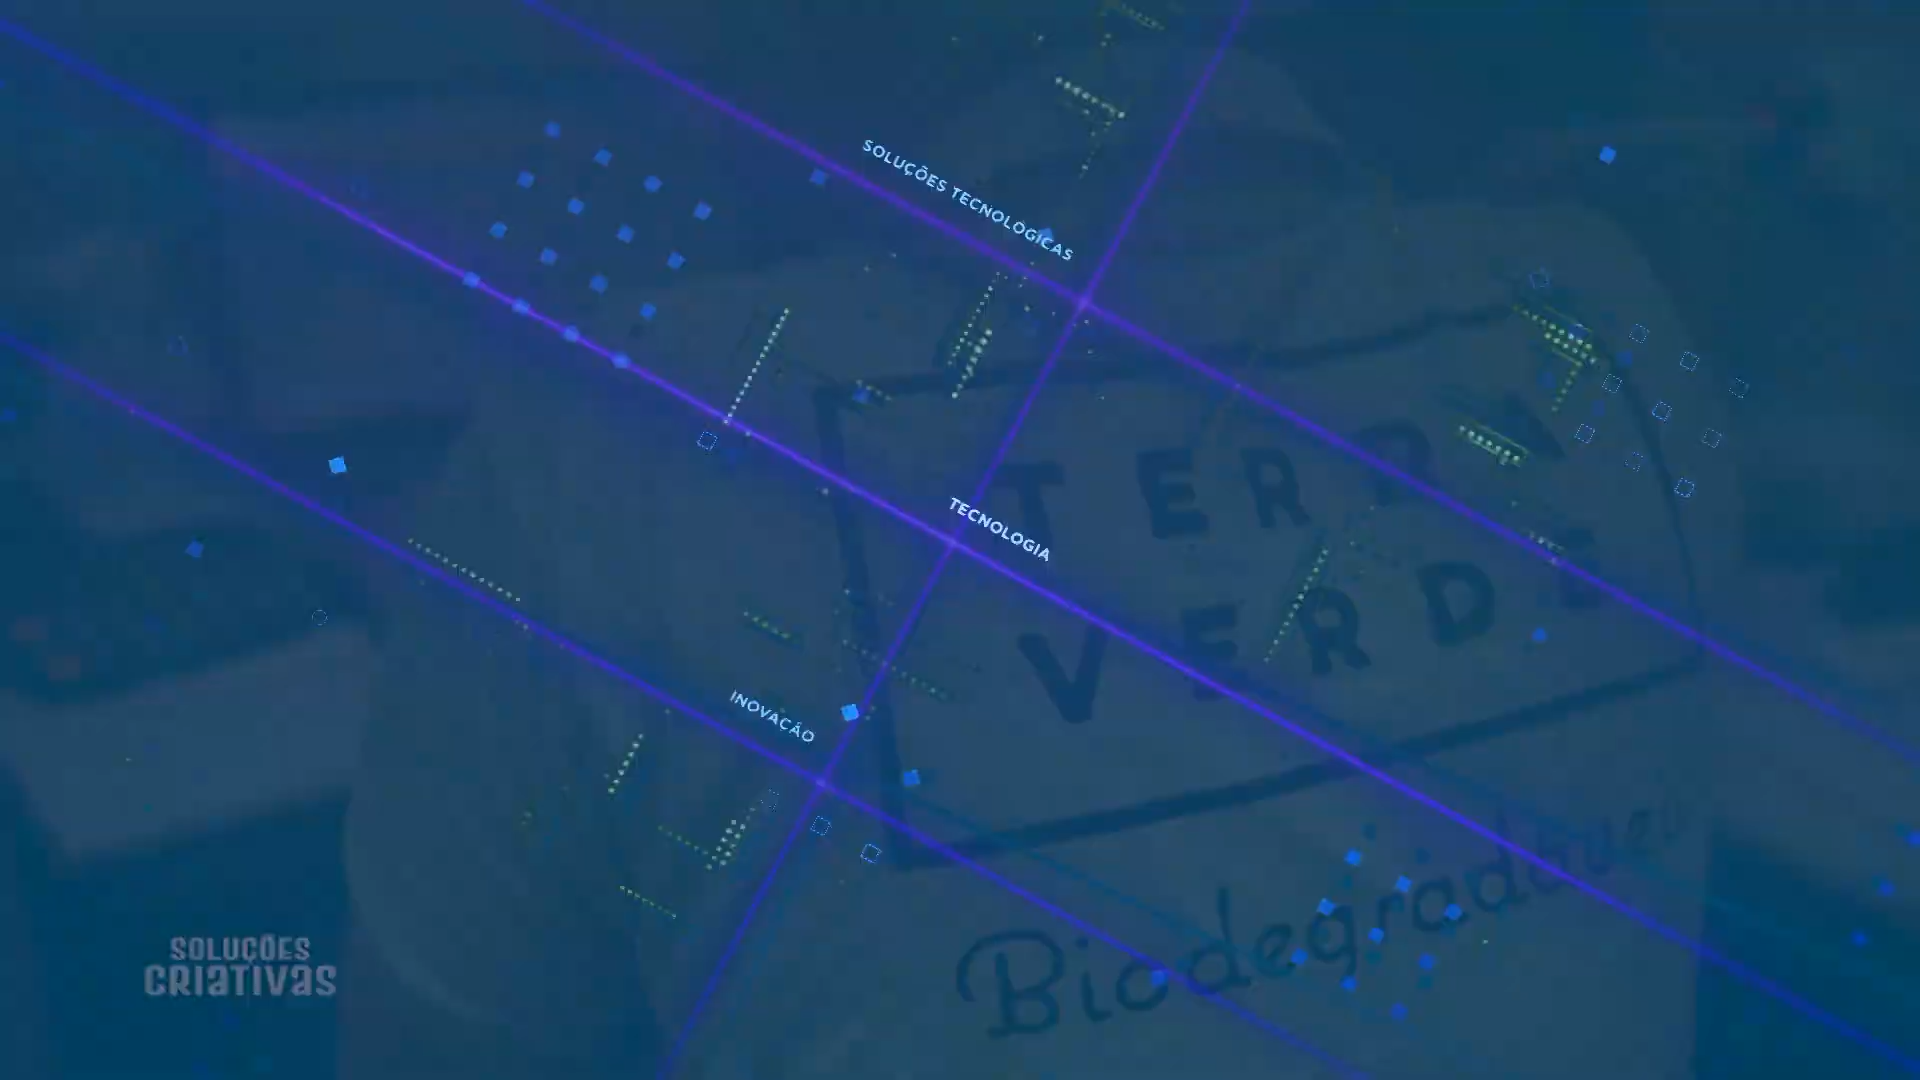 SOLUÇÕES TECNOLÓGICAS
TECNOLOGIA
INOVAÇÃO
TERRA
VERDE
Biodegradável
SOLUÇÕES
CRIATIVAS